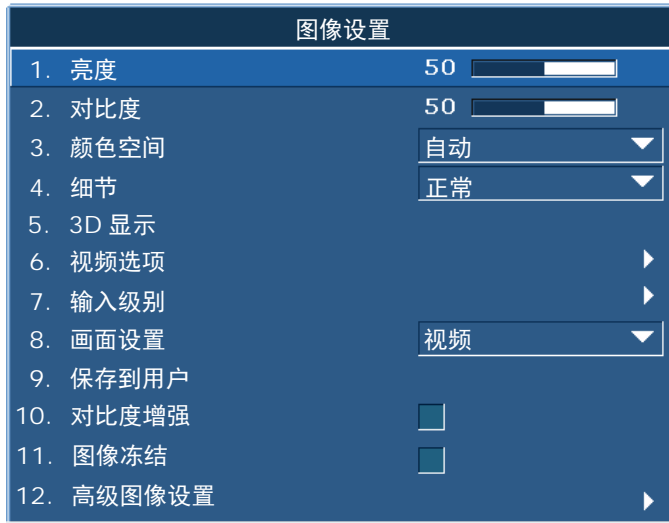 图像设置
1. 亮度 50
2. 对比度 50
3. 颜色空间 自动
4. 细节 正常
5. 3D 显示
6. 视频选项
7. 输入级别
8. 画面设置 视频
9. 保存到用户
10. 对比度增强
11. 图像冻结
12. 高级图像设置